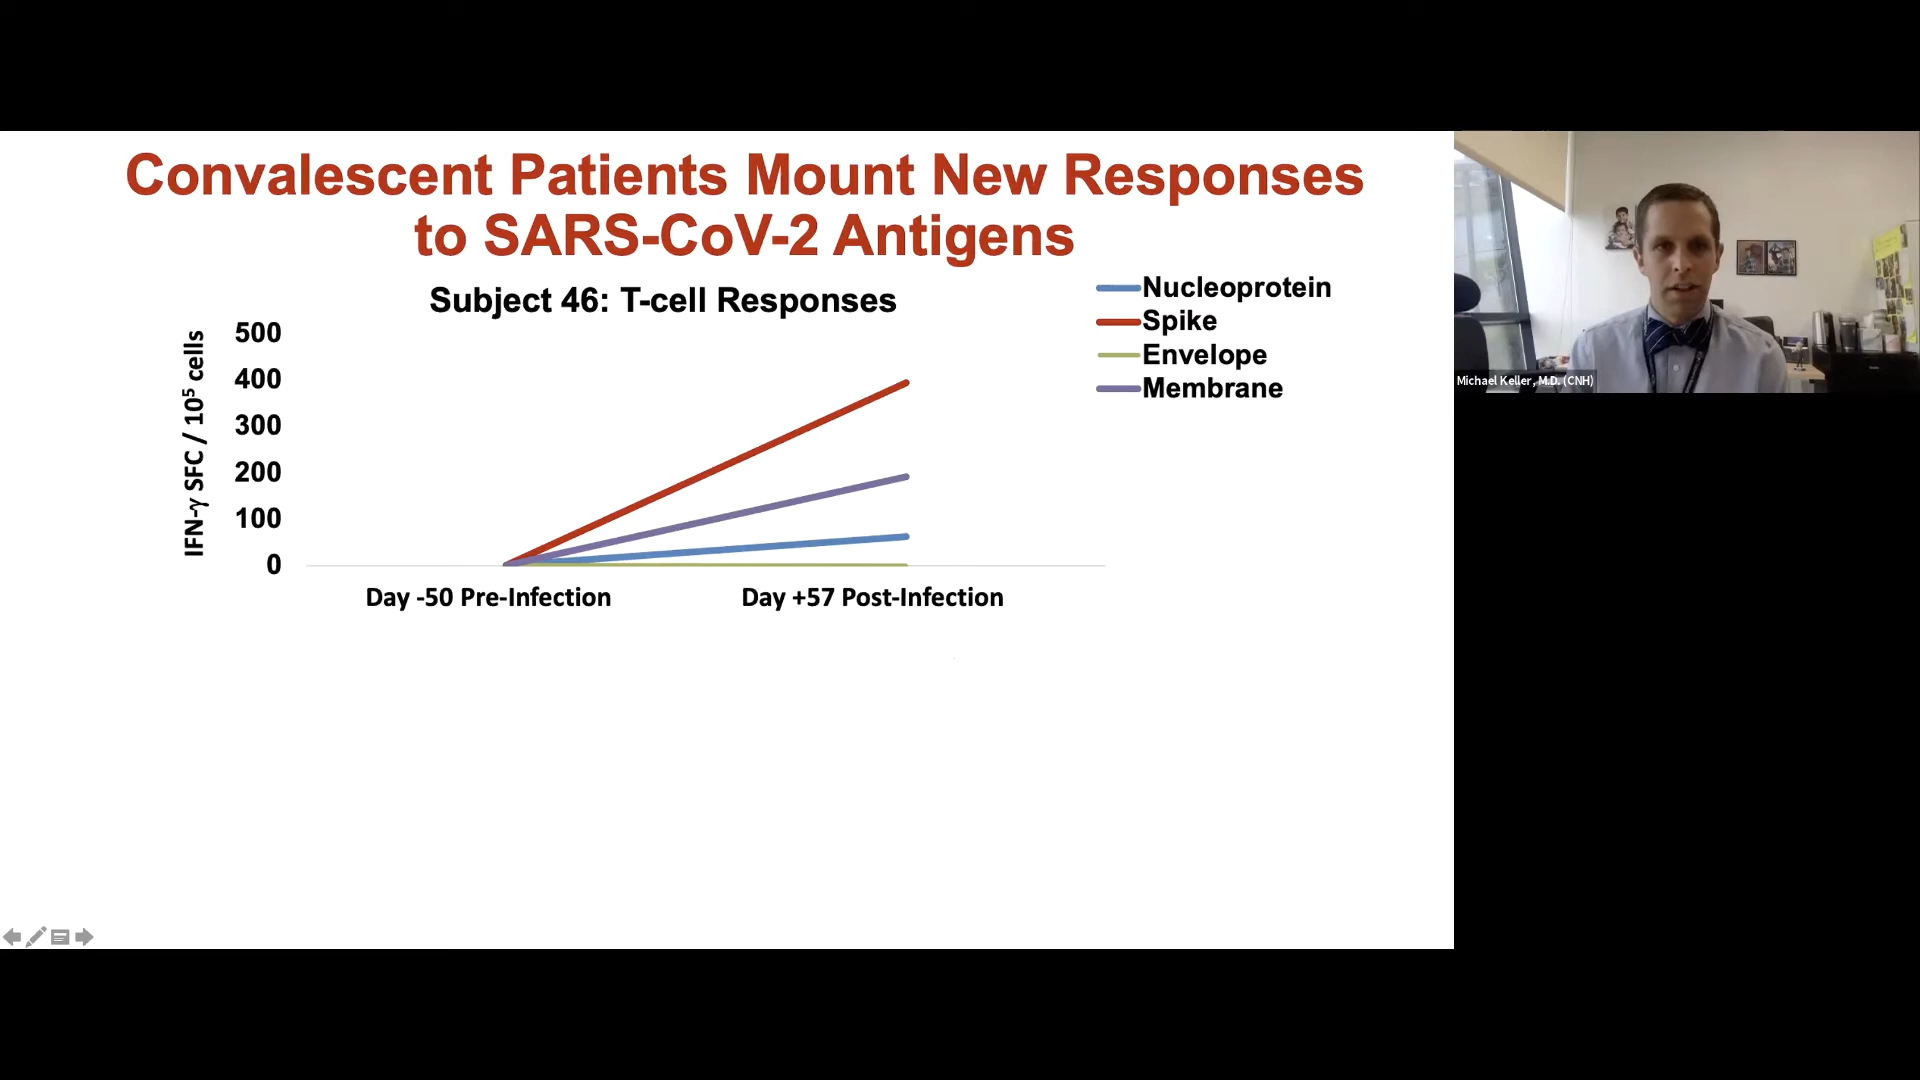 Convalescent Patients Mount New Responses
to SARS-CoV-2 Antigens
Subject 46: T-cell Responses
IFN-γ SFC / 10⁵ cells
500
400
300
200
100
0
Day -50 Pre-Infection
Day +57 Post-Infection
Nucleoprotein
Spike
Envelope
Membrane
Michael Keller, M.D. (CNH)